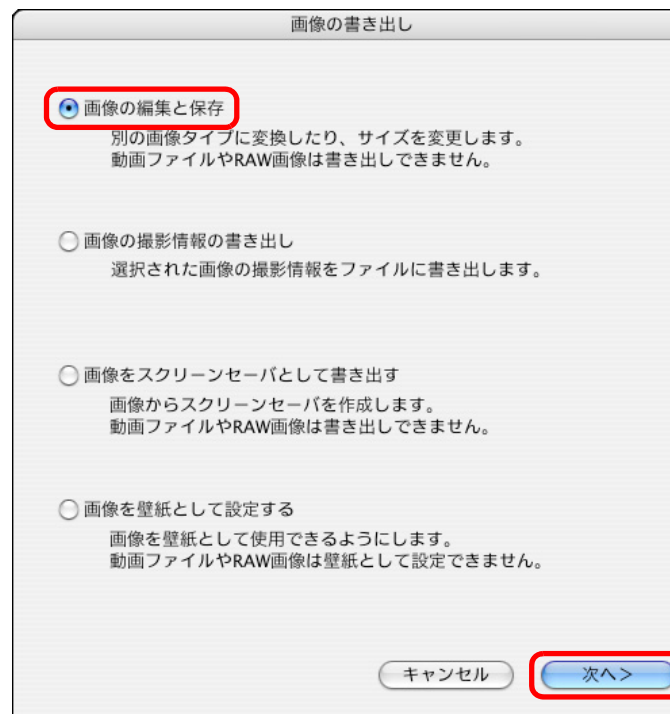 画像の書き出し
画像の編集と保存
別の画像タイプに変換したり、サイズを変更します。
動画ファイルやRAW画像は書き出しできません。
画像の撮影情報の書き出し
選択された画像の撮影情報をファイルに書き出します。
画像をスクリーンセーバとして書き出す
画像からスクリーンセーバを作成します。
動画ファイルやRAW画像は書き出しできません。
画像を壁紙として設定する
画像を壁紙として使用できるようにします。
動画ファイルやRAW画像は壁紙として設定できません。
キャンセル 次へ>